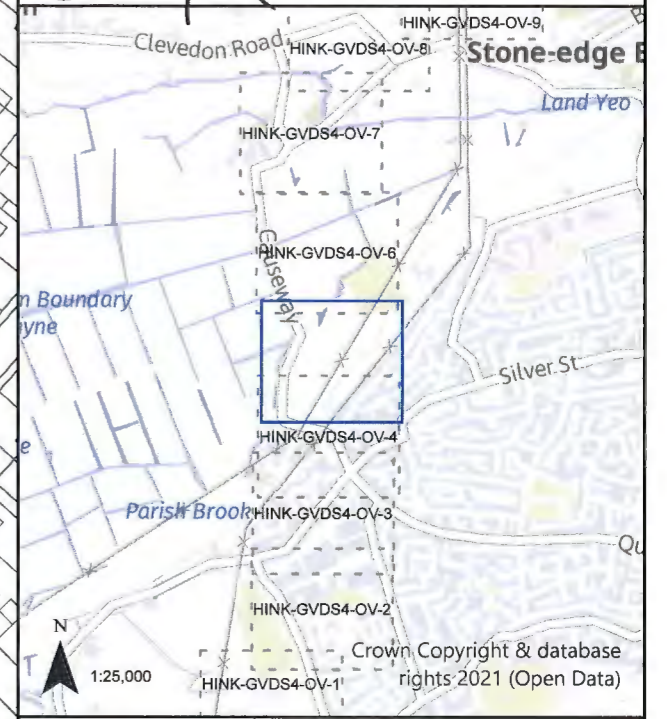 HINK-GVDS4-OV-9
Clevedon Road
HINK-GVDS4-OV-8
Stone-edge
Land Yeo
HINK-GVDS4-OV-7
Causeway
HINK-GVDS4-OV-6
Boundary
yne
Silver St
HINK-GVDS4-OV-4
Parish Brook
HINK-GVDS4-OV-3
Qu
HINK-GVDS4-OV-2
N
1:25,000
Crown Copyright & database
rights 2021 (Open Data)
HINK-GVDS4-OV-1